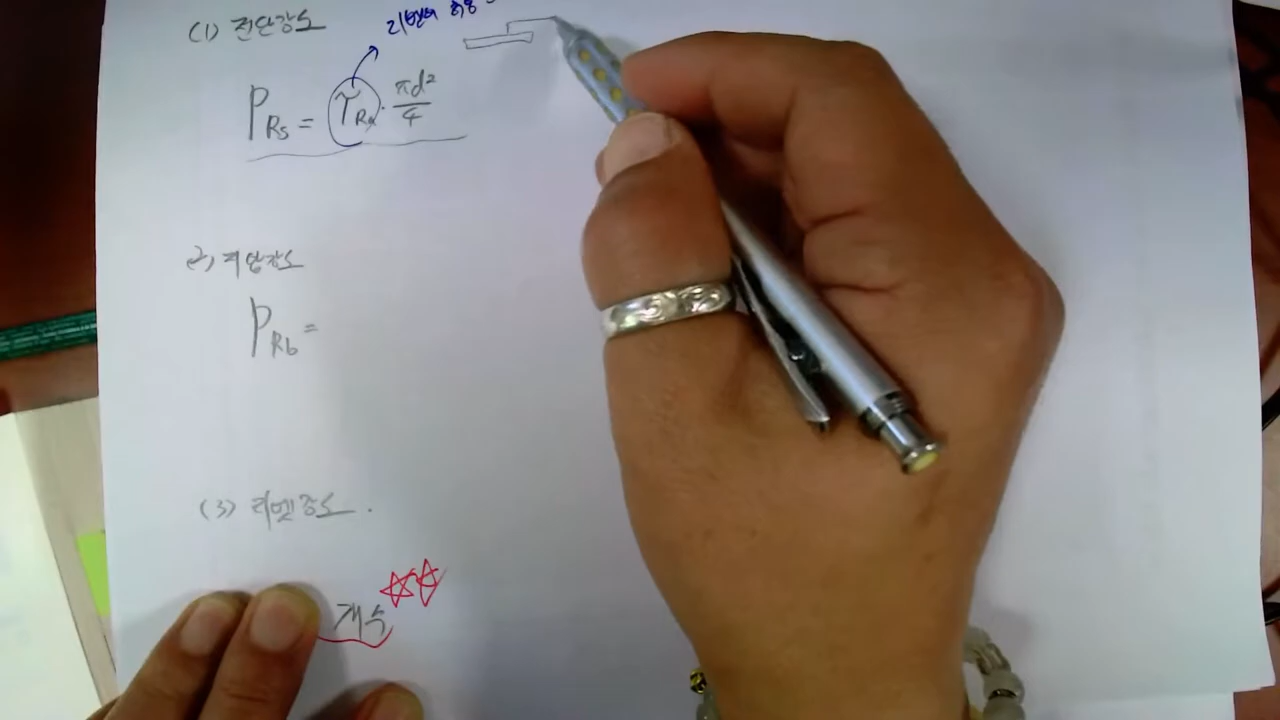 리벳의 허용
(1) 전단강도
P_Rs = τ_Ra · πd²/4
(2) 지압강도
P_Rb =
(3) 리벳강도.
개수 ☆☆